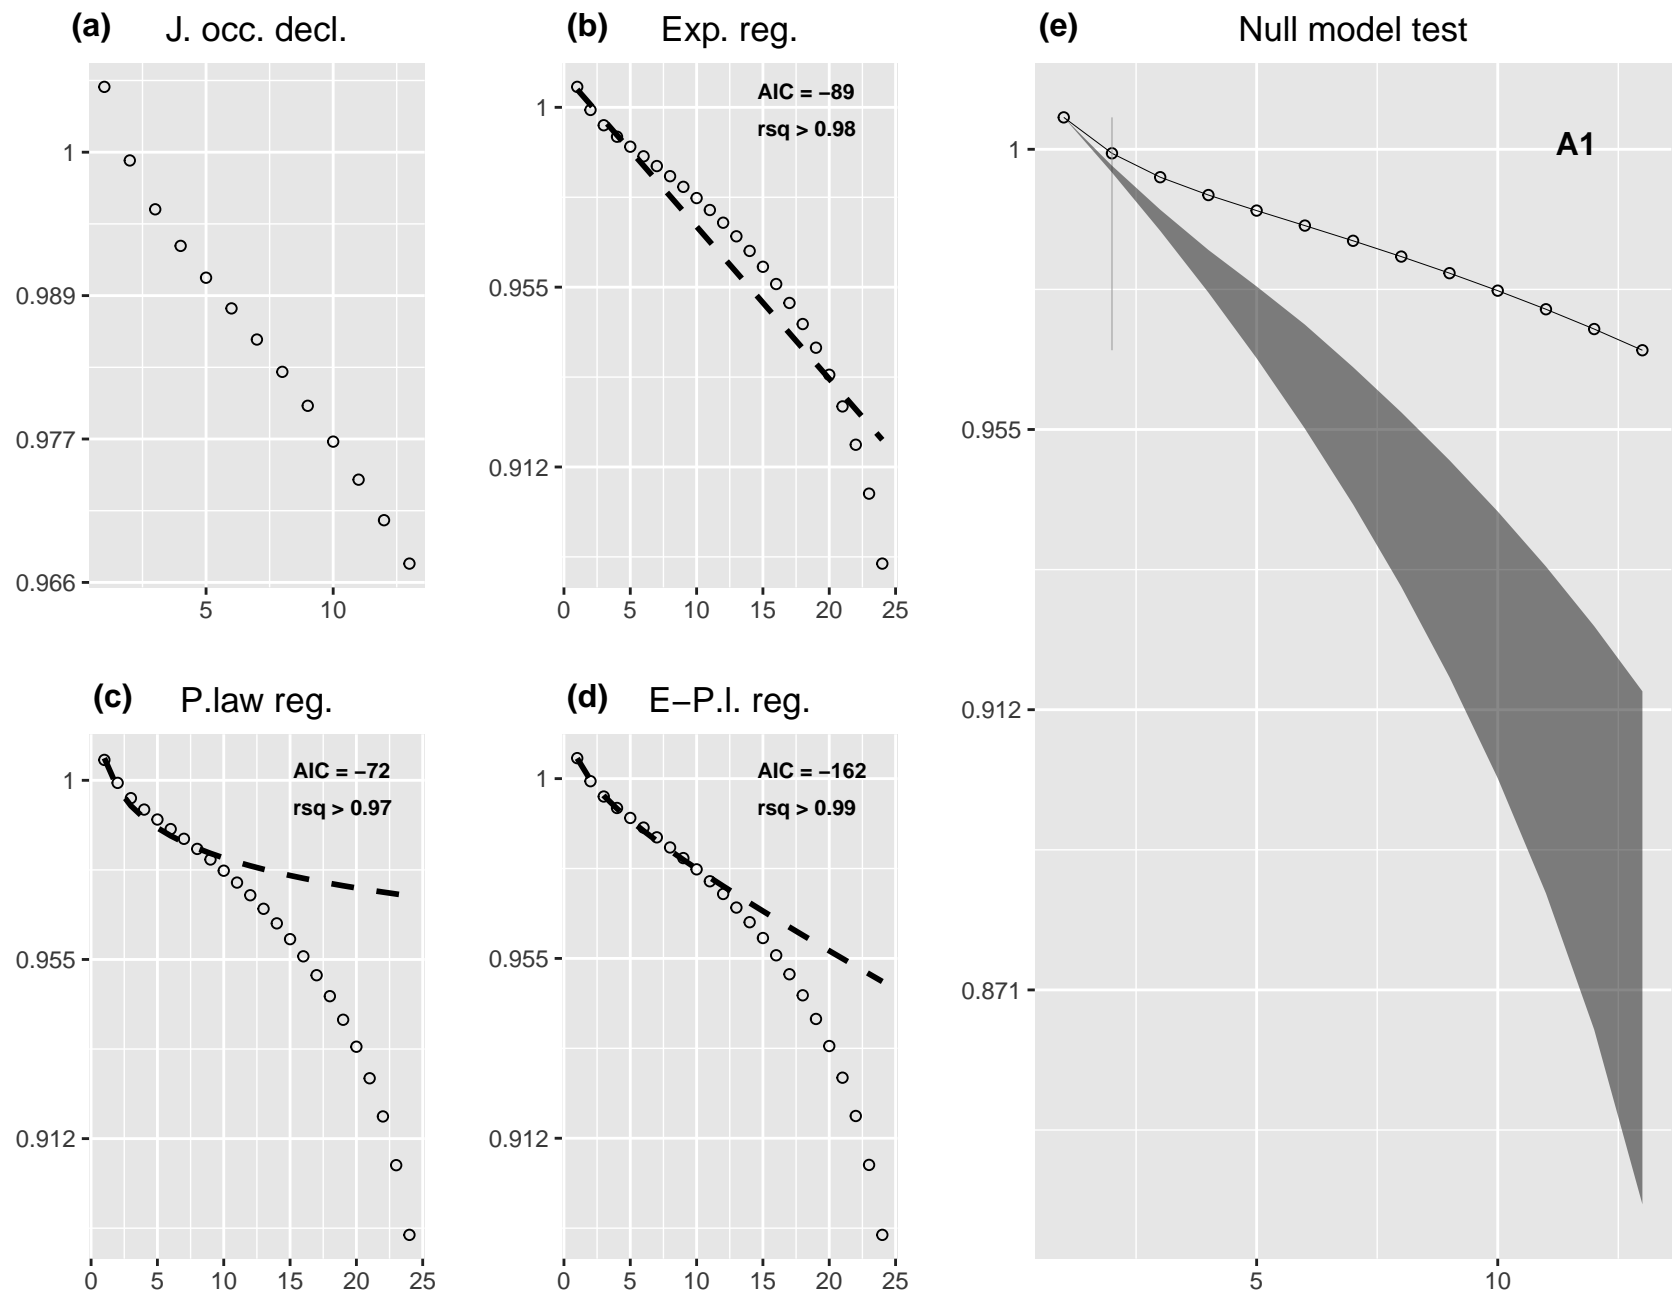 (a) J. occ. decl.
1
0.989
0.977
0.966
5 10
(b) Exp. reg.
AIC = −89
rsq > 0.98
1
0.955
0.912
0 5 10 15 20 25
(c) P.law reg.
AIC = −72
rsq > 0.97
1
0.955
0.912
0 5 10 15 20 25
(d) E−P.l. reg.
AIC = −162
rsq > 0.99
1
0.955
0.912
0 5 10 15 20 25
(e) Null model test
A1
1
0.955
0.912
0.871
5 10